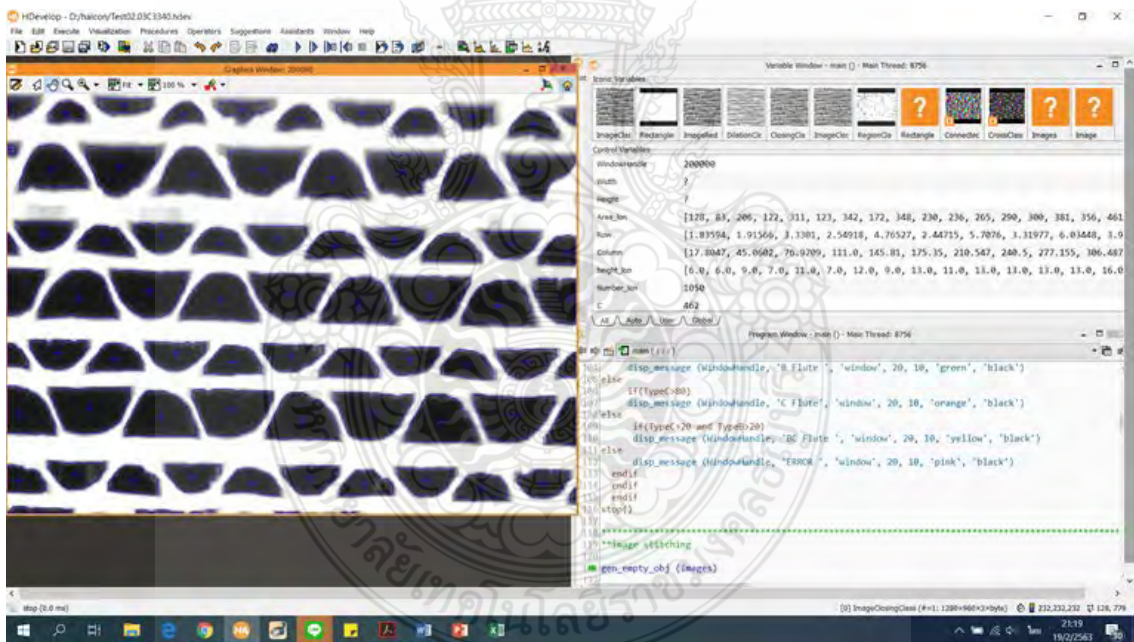 HDevelop - D:/halcon/Test02.03C3340.hdev
File Edit Execute Visualization Procedures Operators Suggestions Assistants Window Help
Graphics Window: 200000
Fit 100 %
Variable Window - main () - Main Thread: 8756
Iconic Variables
Rectangle ClosingCla RegionCla Rectangle Connectec CrossClass Images Image
Control Variables
WindowHandle 200000
Width ?
Height ?
Area_lon [128, 83, 206, 122, 311, 123, 342, 172, 348, 230, 236, 265, 290, 300, 381, 356, 461
Row [1.83594, 1.91566, 3.3301, 2.54918, 4.76527, 2.44715, 5.7076, 3.31977, 6.03448, 3.9
Column [17.8047, 45.0602, 76.9709, 111.0, 145.81, 175.35, 210.547, 240.5, 277.155, 306.487
height_lon [6.0, 6.0, 9.0, 7.0, 11.0, 7.0, 12.0, 9.0, 13.0, 11.0, 13.0, 13.0, 13.0, 13.0, 16.0
Number_lon 1050
C 462
All Auto User Global
Program Window - main () - Main Thread: 8756
main ( : : : )
disp_message (WindowHandle, 'B Flute ', 'window', 20, 10, 'green', 'black')
else
if(TypeC>80)
disp_message (WindowHandle, 'C Flute', 'window', 20, 10, 'orange', 'black')
else
if(TypeC>20 and TypeB>20)
disp_message (WindowHandle, 'BC Flute ', 'window', 20, 10, 'yellow', 'black')
else
disp_message (WindowHandle, 'ERROR ', 'window', 20, 10, 'pink', 'black')
endif
endif
endif
stop()
**image stitching
gen_empty_obj (Images)
stop (0.0 ms)
[0] ImageClosingClass (#=1: 1280×960×3×byte) 232,232,232 128, 779
ไทย 21:19
19/2/2563